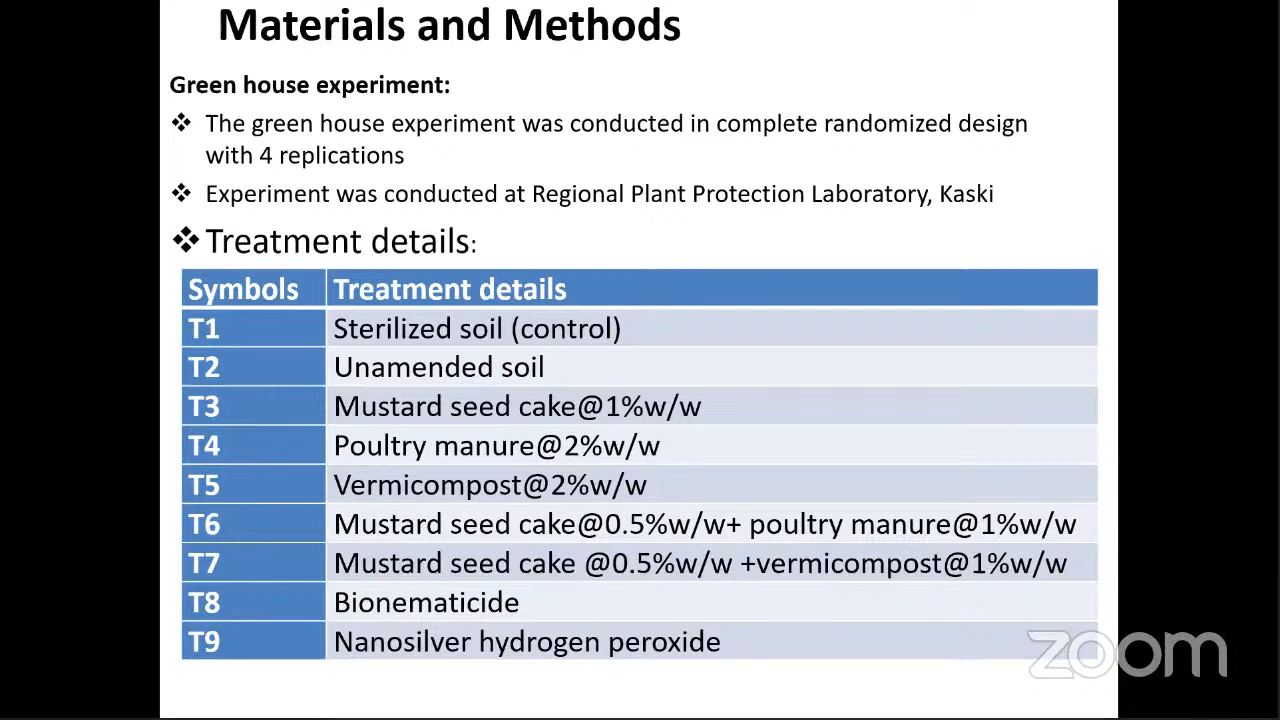 Materials and Methods
Green house experiment:
❖ The green house experiment was conducted in complete randomized design
with 4 replications
❖ Experiment was conducted at Regional Plant Protection Laboratory, Kaski
❖ Treatment details:
Symbols Treatment details
T1 Sterilized soil (control)
T2 Unamended soil
T3 Mustard seed cake@1%w/w
T4 Poultry manure@2%w/w
T5 Vermicompost@2%w/w
T6 Mustard seed cake@0.5%w/w+ poultry manure@1%w/w
T7 Mustard seed cake @0.5%w/w +vermicompost@1%w/w
T8 Bionematicide
T9 Nanosilver hydrogen peroxide
zoom